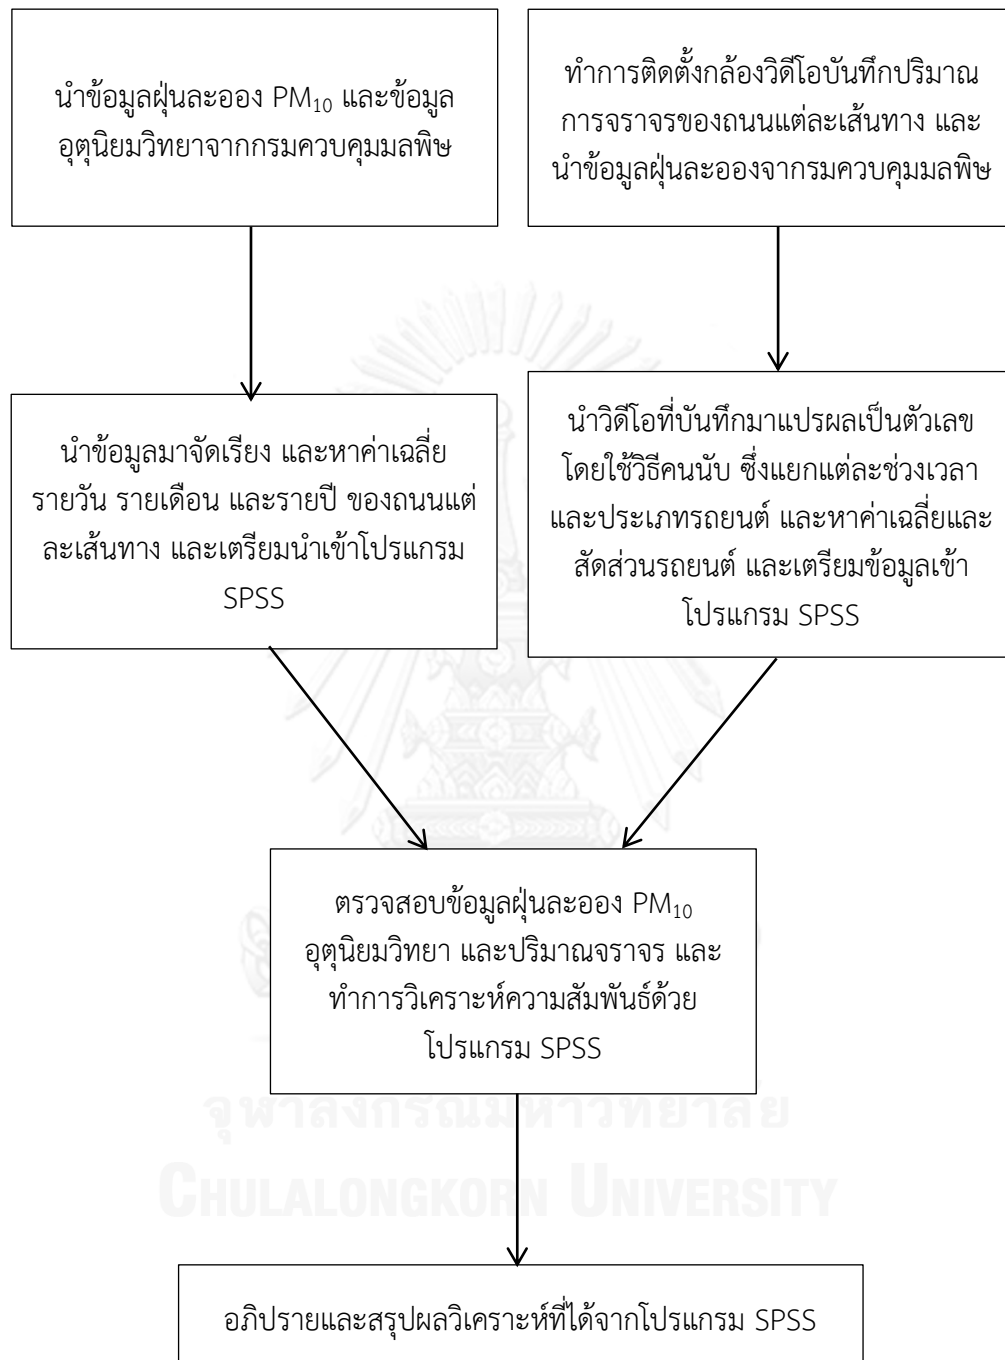 นำข้อมูลฝุ่นละออง PM₁₀ และข้อมูล
อุตุนิยมวิทยาจากกรมควบคุมมลพิษ
ทำการติดตั้งกล้องวิดีโอบันทึกปริมาณ
การจราจรของถนนแต่ละเส้นทาง และ
นำข้อมูลฝุ่นละอองจากรมควบคุมมลพิษ
นำข้อมูลมาจัดเรียง และหาค่าเฉลี่ย
รายวัน รายเดือน และรายปี ของถนนแต่
ละเส้นทาง และเตรียมนำเข้าโปรแกรม
SPSS
นำวิดีโอที่บันทึกมาแปรผลเป็นตัวเลข
โดยใช้วิธีคนนับ ซึ่งแยกแต่ละช่วงเวลา
และประเภทรถยนต์ และหาค่าเฉลี่ยและ
สัดส่วนรถยนต์ และเตรียมข้อมูลเข้า
โปรแกรม SPSS
ตรวจสอบข้อมูลฝุ่นละออง PM₁₀
อุตุนิยมวิทยา และปริมาณจราจร และ
ทำการวิเคราะห์ความสัมพันธ์ด้วย
โปรแกรม SPSS
จุฬาลงกรณ์มหาวิทยาลัย
CHULALONGKORN UNIVERSITY
อภิปรายและสรุปผลวิเคราะห์ที่ได้จากโปรแกรม SPSS